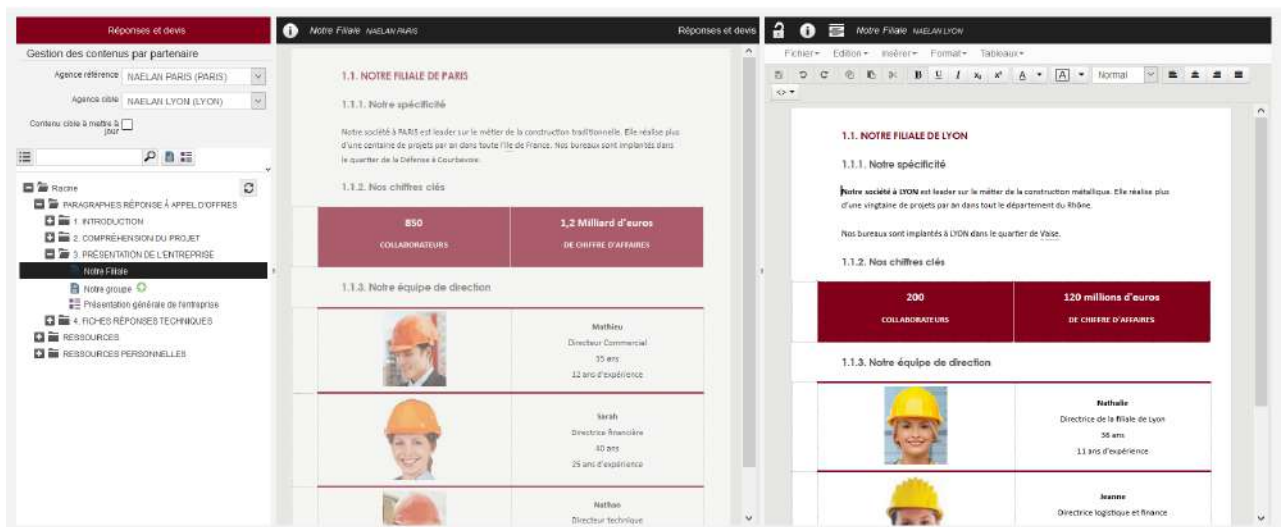 Réponses et devis
Gestion des contenus par partenaire
Agence référence NAELAN PARIS (PARIS)
Agence cible NAELAN LYON (LYON)
Contenu cible à mettre à
jour
Racine
PARAGRAPHES RÉPONSE À APPEL D'OFFRES
1. INTRODUCTION
2. COMPRÉHENSION DU PROJET
3. PRÉSENTATION DE L'ENTREPRISE
Notre Filiale
Notre groupe
Présentation générale de l'entreprise
4. FICHES RÉPONSES TECHNIQUES
RESSOURCES
RESSOURCES PERSONNELLES
Notre Filiale NAELAN PARIS Réponses et devis
1.1. NOTRE FILIALE DE PARIS
1.1.1. Notre spécificité
Notre société à PARIS est leader sur le métier de la construction traditionnelle. Elle réalise plus
d'une centaine de projets par an dans toute l'Ile de France. Nos bureaux sont implantés dans
le quartier de la Défense à Courbevoie.
1.1.2. Nos chiffres clés
850 1,2 Milliard d'euros
COLLABORATEURS DE CHIFFRE D'AFFAIRES
1.1.3. Notre équipe de direction
Mathieu
Directeur Commercial
35 ans
12 ans d'expérience
Sarah
Directrice financière
40 ans
25 ans d'expérience
Nathan
Directeur technique
Notre Filiale NAELAN LYON
Fichier Edition Insérer Format Tableaux
B U I x₂ x² A A Normal
1.1. NOTRE FILIALE DE LYON
1.1.1. Notre spécificité
Notre société à LYON est leader sur le métier de la construction métallique. Elle réalise plus
d'une vingtaine de projets par an dans tout le département du Rhône.
Nos bureaux sont implantés à LYON dans le quartier de Vaise.
1.1.2. Nos chiffres clés
200 120 millions d'euros
COLLABORATEURS DE CHIFFRE D'AFFAIRES
1.1.3. Notre équipe de direction
Nathalie
Directrice de la filiale de Lyon
36 ans
11 ans d'expérience
Jeanne
Directrice logistique et finance